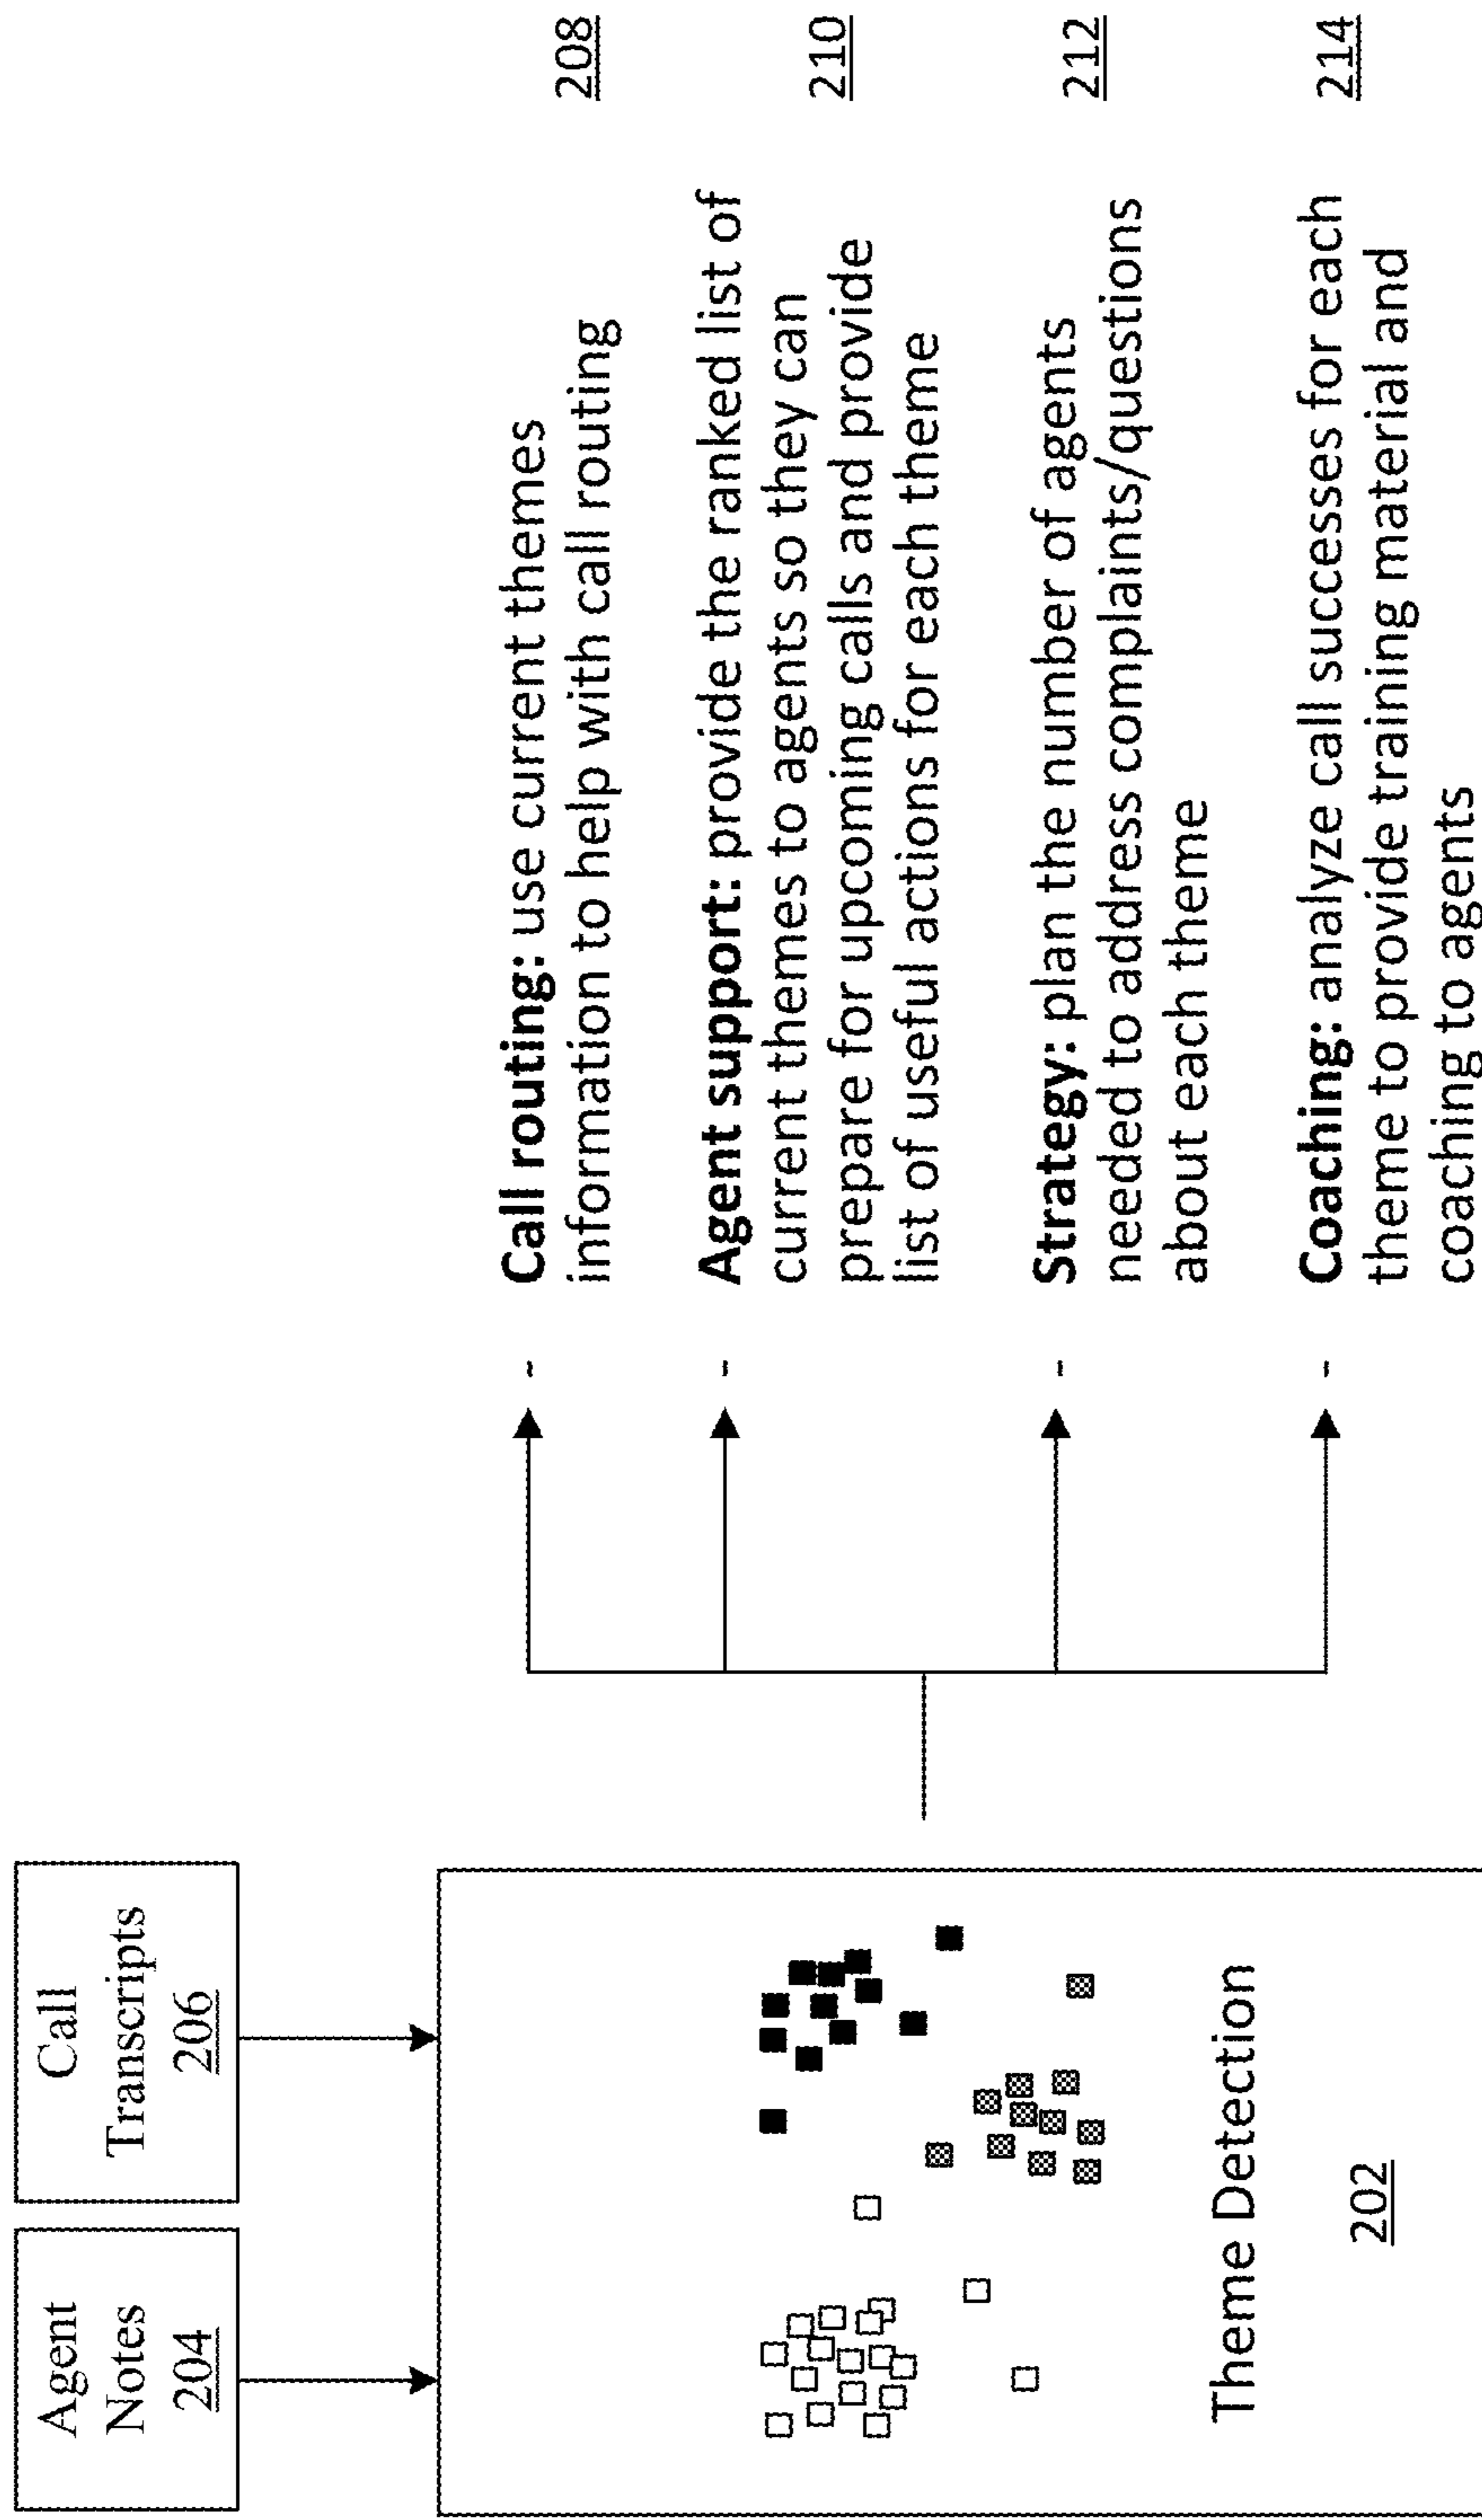 Agent
Notes
204
Call
Transcripts
206
Theme Detection
202
- Call routing: use current themes
information to help with call routing
208
- Agent support: provide the ranked list of
current themes to agents so they can
prepare for upcoming calls and provide
list of useful actions for each theme
210
- Strategy: plan the number of agents
needed to address complaints/questions
about each theme
212
- Coaching: analyze call successes for each
theme to provide training material and
coaching to agents
214